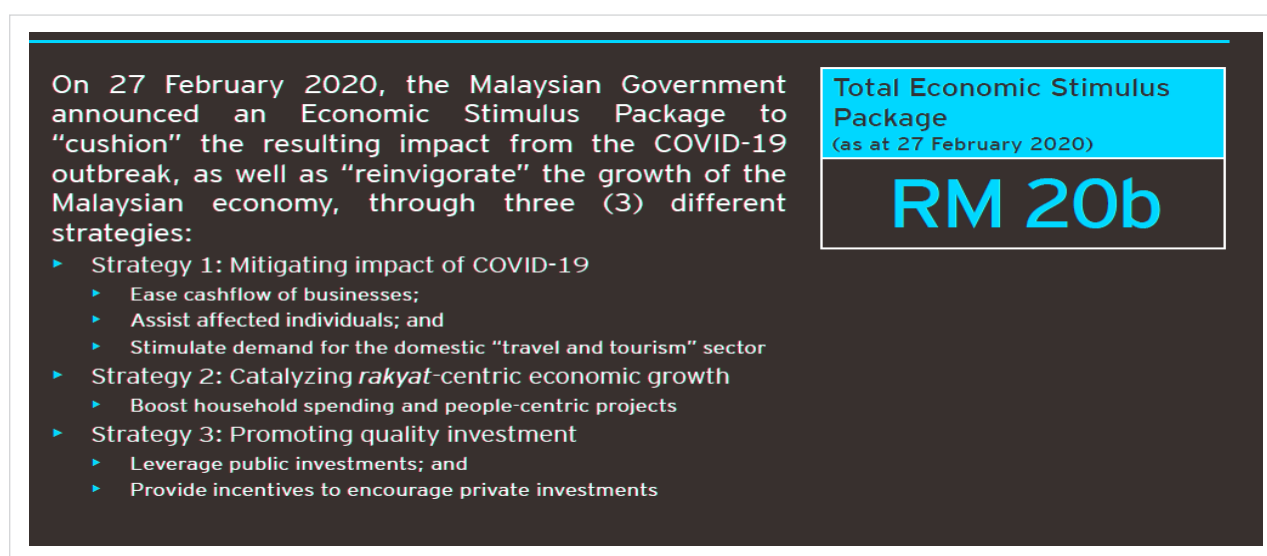 On 27 February 2020, the Malaysian Government
announced an Economic Stimulus Package to
“cushion” the resulting impact from the COVID-19
outbreak, as well as “reinvigorate” the growth of the
Malaysian economy, through three (3) different
strategies:
▸ Strategy 1: Mitigating impact of COVID-19
▸ Ease cashflow of businesses;
▸ Assist affected individuals; and
▸ Stimulate demand for the domestic “travel and tourism” sector
▸ Strategy 2: Catalyzing rakyat-centric economic growth
▸ Boost household spending and people-centric projects
▸ Strategy 3: Promoting quality investment
▸ Leverage public investments; and
▸ Provide incentives to encourage private investments
Total Economic Stimulus
Package
(as at 27 February 2020)
RM 20b